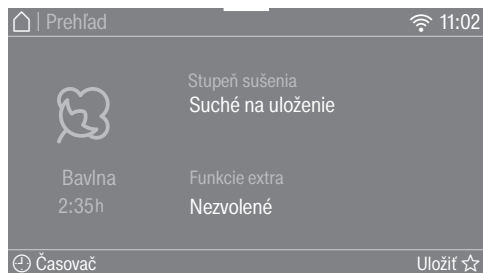 | Prehľad 11:02
Stupeň sušenia
Suché na uloženie
Bavlna
2:35h
Funkcie extra
Nezvolené
Časovač Uložiť